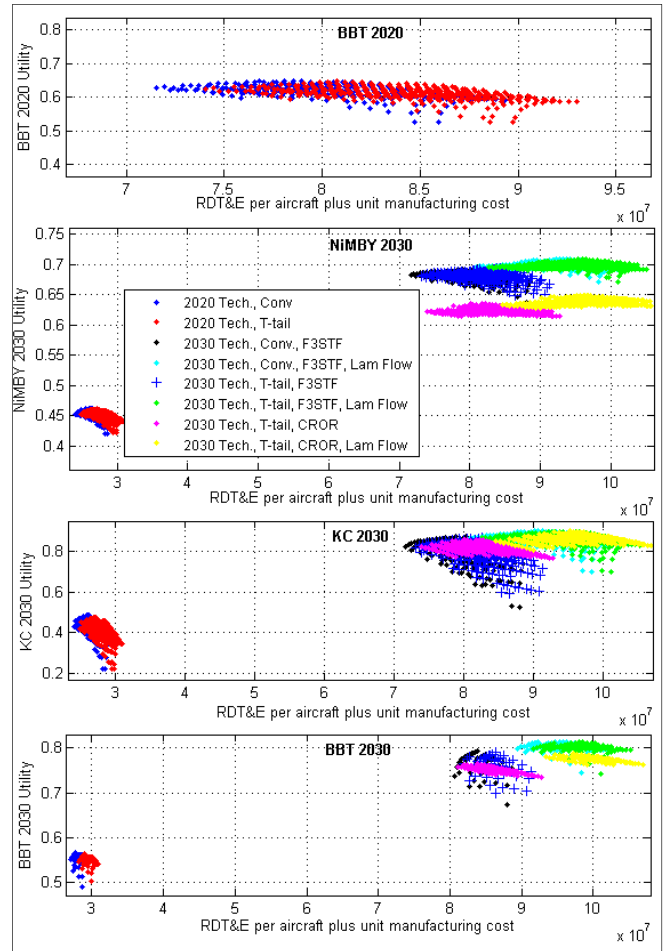 BBT 2020
0.8
0.7
0.6
0.5
0.4
BBT 2020 Utility
7 7.5 8 8.5 9 9.5
RDT&E per aircraft plus unit manufacturing cost
x 10^7
NiMBY 2030
0.75
0.7
0.65
0.6
0.55
0.5
0.45
0.4
NiMBY 2030 Utility
2020 Tech., Conv
2020 Tech., T-tail
2030 Tech., Conv., F3STF
2030 Tech., Conv., F3STF, Lam Flow
2030 Tech., T-tail, F3STF
2030 Tech., T-tail, F3STF, Lam Flow
2030 Tech., T-tail, CROR
2030 Tech., T-tail, CROR, Lam Flow
3 4 5 6 7 8 9 10
RDT&E per aircraft plus unit manufacturing cost
x 10^7
KC 2030
0.8
0.6
0.4
0.2
KC 2030 Utility
3 4 5 6 7 8 9 10
RDT&E per aircraft plus unit manufacturing cost
x 10^7
BBT 2030
0.8
0.7
0.6
0.5
BBT 2030 Utility
3 4 5 6 7 8 9 10
RDT&E per aircraft plus unit manufacturing cost
x 10^7